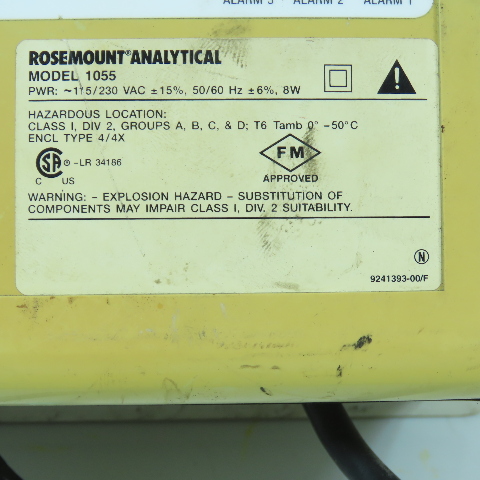 ALARM 3 ALARM 2 ALARM 1
ROSEMOUNT® ANALYTICAL
MODEL 1055
PWR: ~115/230 VAC ±15%, 50/60 Hz ±6%, 8W
HAZARDOUS LOCATION:
CLASS I, DIV 2, GROUPS A, B, C, & D; T6 Tamb 0° -50°C
ENCL TYPE 4/4X
SA ® -LR 34186
C US
FM
APPROVED
WARNING: - EXPLOSION HAZARD - SUBSTITUTION OF
COMPONENTS MAY IMPAIR CLASS I, DIV. 2 SUITABILITY.
N
9241393-00/F